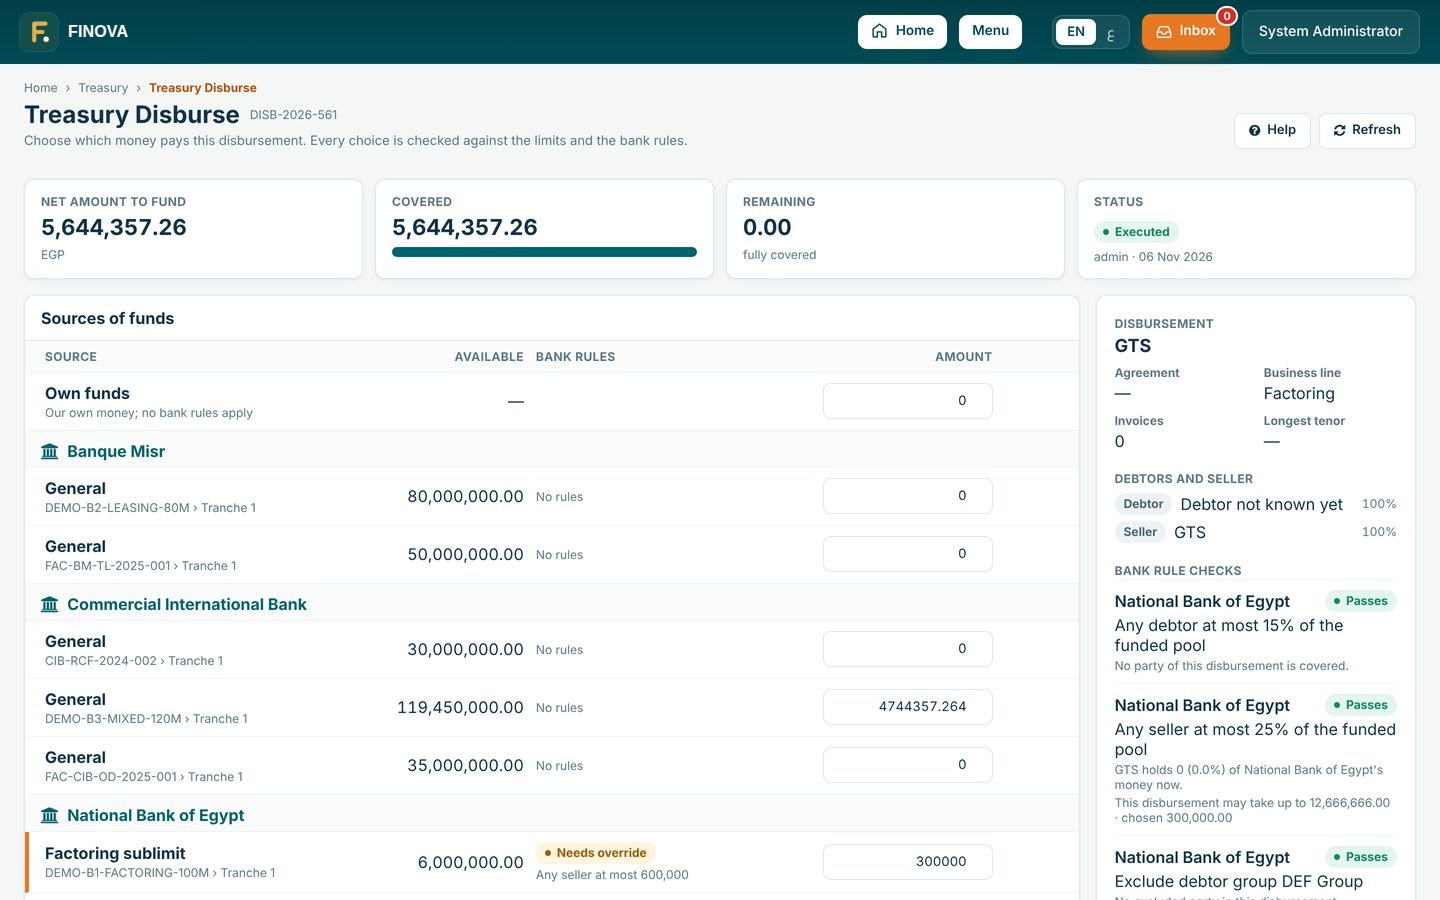 FINOVA
Home
Menu
EN
ع
Inbox
0
System Administrator
Home › Treasury › Treasury Disburse
Treasury Disburse DISB-2026-561
Choose which money pays this disbursement. Every choice is checked against the limits and the bank rules.
Help
Refresh
NET AMOUNT TO FUND
5,644,357.26
EGP
COVERED
5,644,357.26
REMAINING
0.00
fully covered
STATUS
Executed
admin · 06 Nov 2026
Sources of funds
SOURCE AVAILABLE BANK RULES AMOUNT
Own funds
Our own money; no bank rules apply
— 0
Banque Misr
General
DEMO-B2-LEASING-80M › Tranche 1
80,000,000.00 No rules 0
General
FAC-BM-TL-2025-001 › Tranche 1
50,000,000.00 No rules 0
Commercial International Bank
General
CIB-RCF-2024-002 › Tranche 1
30,000,000.00 No rules 0
General
DEMO-B3-MIXED-120M › Tranche 1
119,450,000.00 No rules 4744357.264
General
FAC-CIB-OD-2025-001 › Tranche 1
35,000,000.00 No rules 0
National Bank of Egypt
Factoring sublimit
DEMO-B1-FACTORING-100M › Tranche 1
6,000,000.00
Needs override
Any seller at most 600,000
300000
DISBURSEMENT
GTS
Agreement Business line
— Factoring
Invoices Longest tenor
0 —
DEBTORS AND SELLER
Debtor Debtor not known yet 100%
Seller GTS 100%
BANK RULE CHECKS
National Bank of Egypt Passes
Any debtor at most 15% of the
funded pool
No party of this disbursement is covered.
National Bank of Egypt Passes
Any seller at most 25% of the funded
pool
GTS holds 0 (0.0%) of National Bank of Egypt's
money now.
This disbursement may take up to 12,666,666.00
· chosen 300,000.00
National Bank of Egypt Passes
Exclude debtor group DEF Group